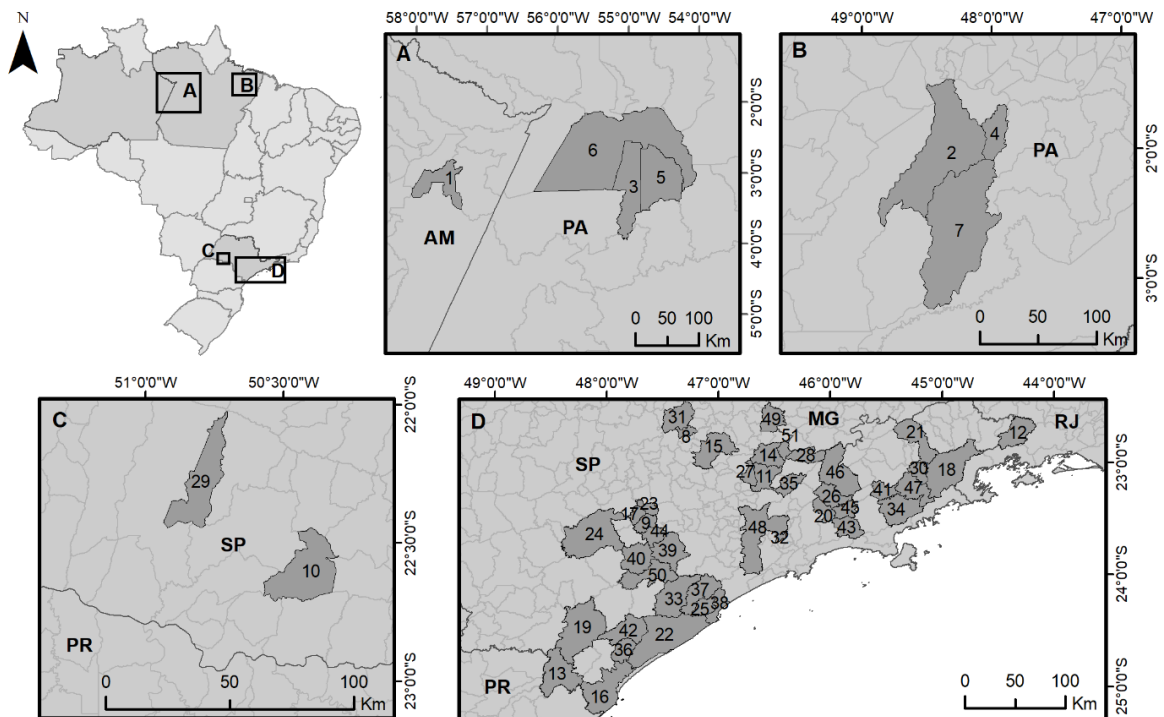 N
A
B
C
D
58°0'0"W 57°0'0"W 56°0'0"W 55°0'0"W 54°0'0"W
A
1
6
3
5
AM
PA
2°0'0"S
3°0'0"S
4°0'0"S
5°0'0"S
0 50 100
Km
49°0'0"W 48°0'0"W 47°0'0"W
B
4
2
PA
7
2°0'0"S
3°0'0"S
0 50 100
Km
51°0'0"W 50°30'0"W
C
29
SP
10
PR
22°0'0"S
22°30'0"S
23°0'0"S
0 50 100
Km
49°0'0"W 48°0'0"W 47°0'0"W 46°0'0"W 45°0'0"W 44°0'0"W
D
MG
RJ
SP
31
49
8
51
15
14
28
21
12
27
11
35
46
30
18
41
47
26
23
17
9
20
45
34
24
44
48
32
43
40
39
50
37
33
25
38
19
42
22
36
13
16
PR
23°0'0"S
24°0'0"S
25°0'0"S
0 50 100
Km